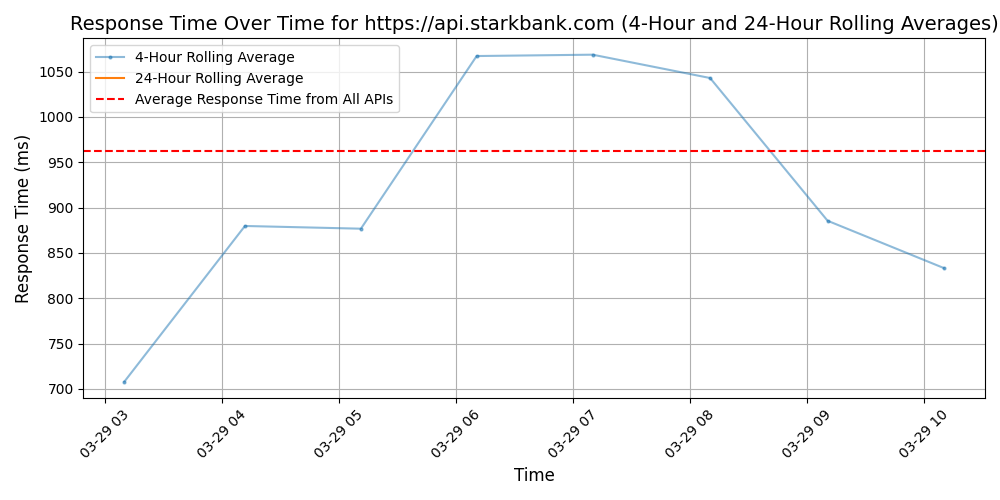 Response Time Over Time for https://api.starkbank.com (4-Hour and 24-Hour Rolling Averages)
4-Hour Rolling Average
24-Hour Rolling Average
Average Response Time from All APIs
Response Time (ms)
1050
1000
950
900
850
800
750
700
03-29 03
03-29 04
03-29 05
03-29 06
03-29 07
03-29 08
03-29 09
03-29 10
Time